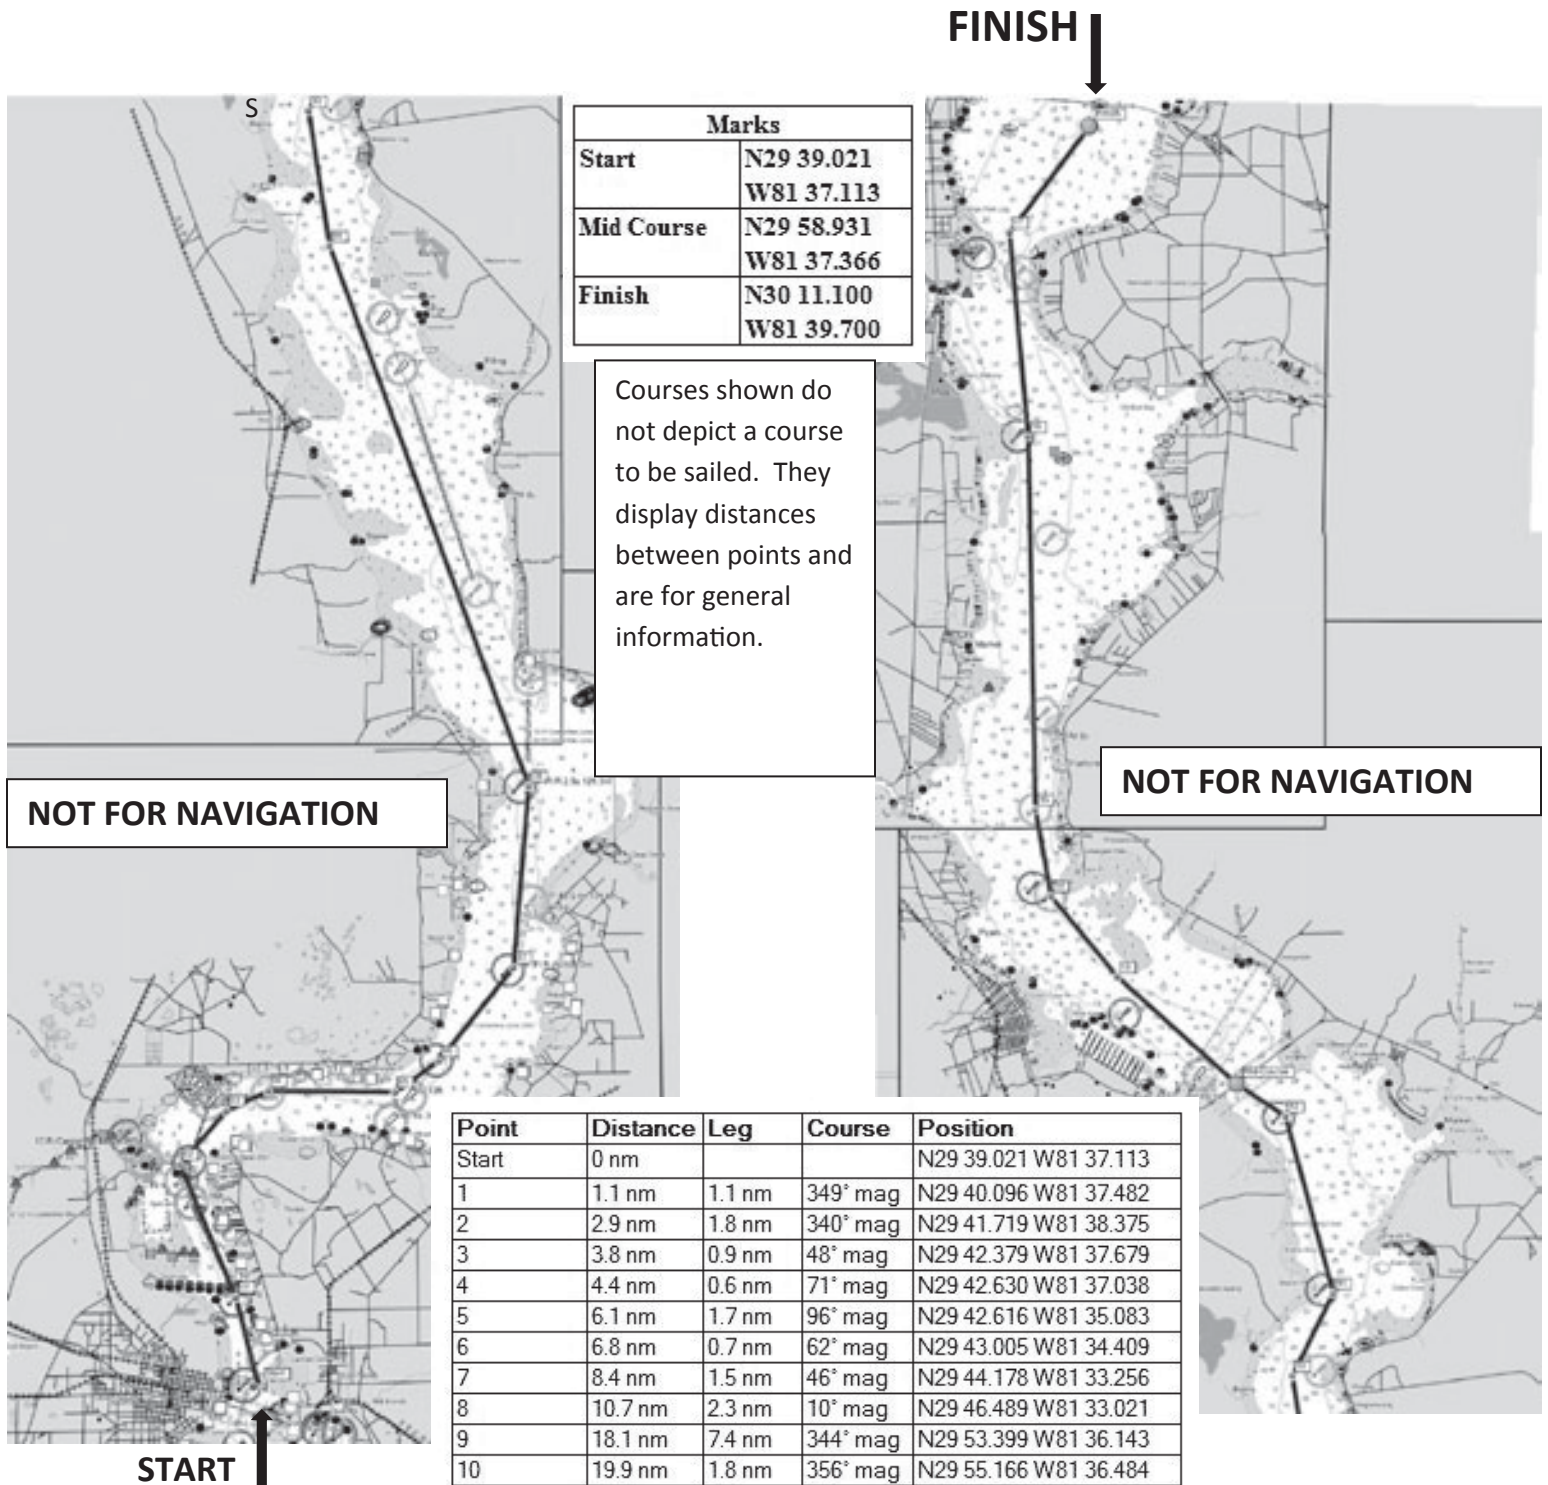 FINISH
S
Marks
Start N29 39.021
W81 37.113
Mid Course N29 58.931
W81 37.366
Finish N30 11.100
W81 39.700
Courses shown do
not depict a course
to be sailed. They
display distances
between points and
are for general
information.
NOT FOR NAVIGATION
NOT FOR NAVIGATION
Point Distance Leg Course Position
Start 0 nm N29 39.021 W81 37.113
1 1.1 nm 1.1 nm 349° mag N29 40.096 W81 37.482
2 2.9 nm 1.8 nm 340° mag N29 41.719 W81 38.375
3 3.8 nm 0.9 nm 48° mag N29 42.379 W81 37.679
4 4.4 nm 0.6 nm 71° mag N29 42.630 W81 37.038
5 6.1 nm 1.7 nm 96° mag N29 42.616 W81 35.083
6 6.8 nm 0.7 nm 62° mag N29 43.005 W81 34.409
7 8.4 nm 1.5 nm 46° mag N29 44.178 W81 33.256
8 10.7 nm 2.3 nm 10° mag N29 46.489 W81 33.021
9 18.1 nm 7.4 nm 344° mag N29 53.399 W81 36.143
10 19.9 nm 1.8 nm 356° mag N29 55.166 W81 36.484
START